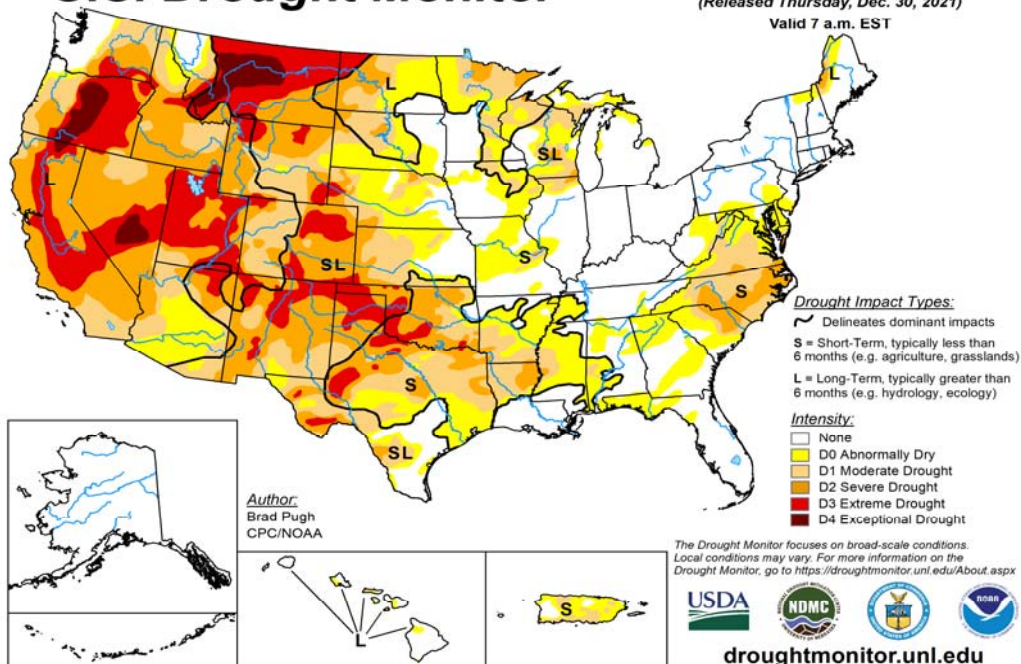 U.S. Drought Monitor
(Released Thursday, Dec. 30, 2021)
Valid 7 a.m. EST
L
L
SL
L
SL
S
S
S
SL
Drought Impact Types:
Delineates dominant impacts
S = Short-Term, typically less than
6 months (e.g. agriculture, grasslands)
L = Long-Term, typically greater than
6 months (e.g. hydrology, ecology)
Intensity:
None
D0 Abnormally Dry
D1 Moderate Drought
D2 Severe Drought
D3 Extreme Drought
D4 Exceptional Drought
Author:
Brad Pugh
CPC/NOAA
L
S
The Drought Monitor focuses on broad-scale conditions.
Local conditions may vary. For more information on the
Drought Monitor, go to https://droughtmonitor.unl.edu/About.aspx
USDA
NDMC
NOAA
droughtmonitor.unl.edu